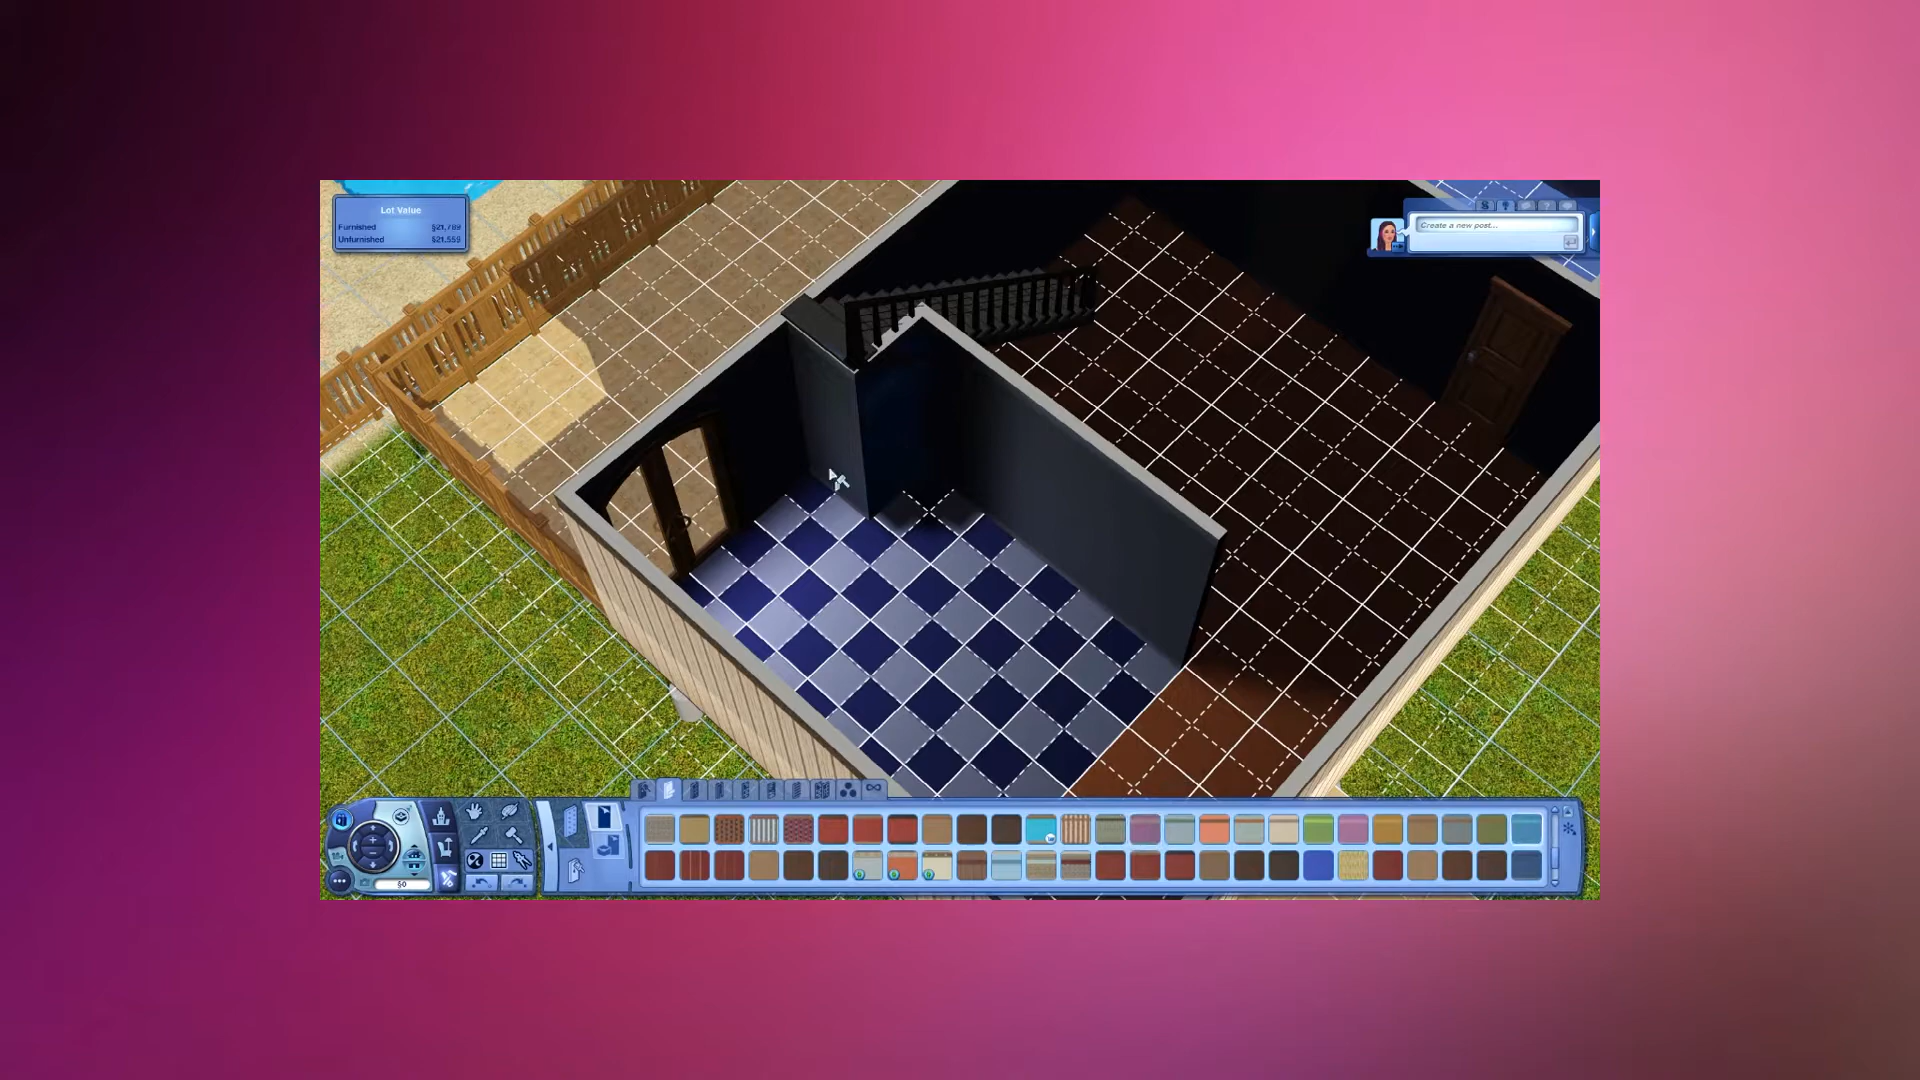 Lot Value
Furnished §21,789
Unfurnished §21,559
Create a new post...
§0